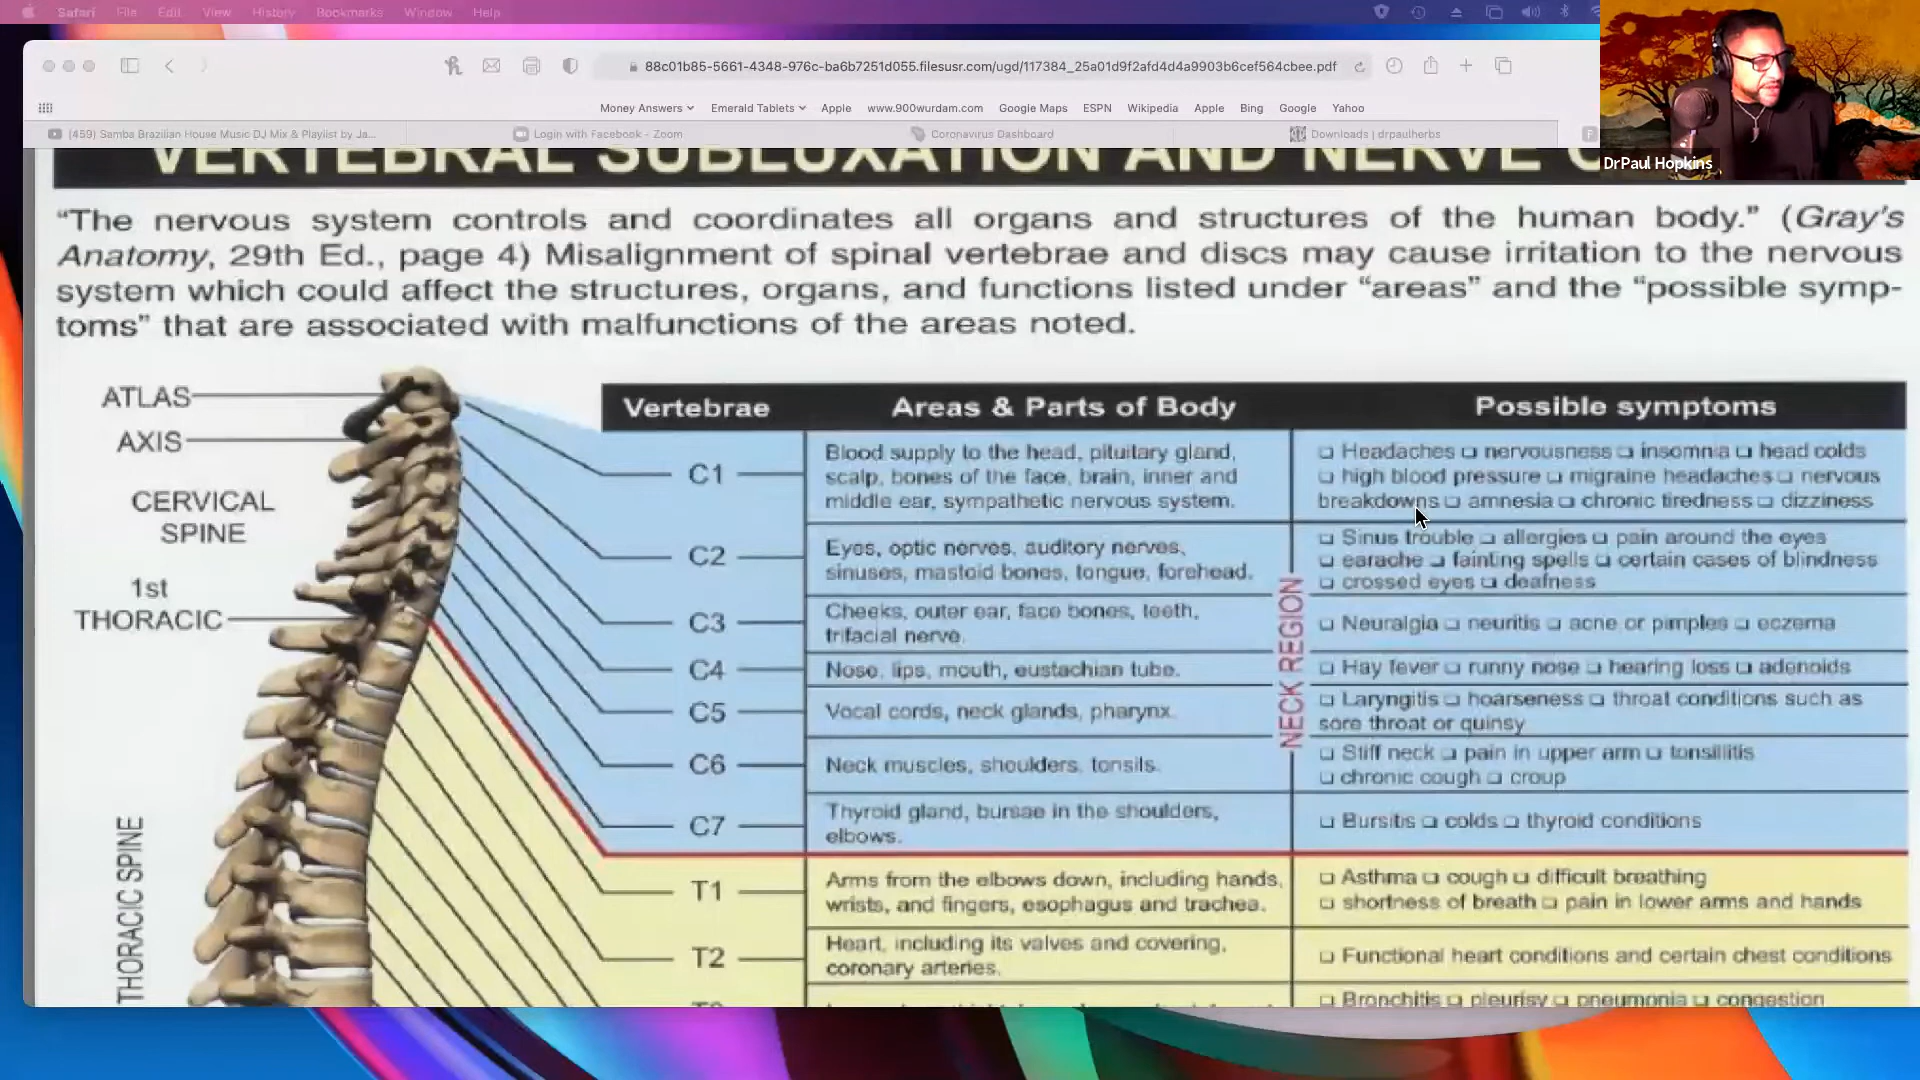 Safari File Edit View History Bookmarks Window Help
88c01b85-5661-4348-976c-ba6b7251d055.filesusr.com/ugd/117384_25a01d9f2afd4d4a9903b6cef564cbee.pdf
Money Answers Emerald Tablets Apple www.900wurdam.com Google Maps ESPN Wikipedia Apple Bing Google Yahoo
(459) Samba Brazilian House Music DJ Mix & Playlist by Ja... Login with Facebook - Zoom Coronavirus Dashboard Downloads | drpaulherbs
DrPaul Hopkins
VERTEBRAL SUBLUXATION AND NERVE
“The nervous system controls and coordinates all organs and structures of the human body.” (Gray’s
Anatomy, 29th Ed., page 4) Misalignment of spinal vertebrae and discs may cause irritation to the nervous
system which could affect the structures, organs, and functions listed under “areas” and the “possible symp-
toms” that are associated with malfunctions of the areas noted.
ATLAS
AXIS
CERVICAL
SPINE
1st
THORACIC
THORACIC SPINE
Vertebrae Areas & Parts of Body Possible symptoms
C1
Blood supply to the head, pituitary gland,
scalp, bones of the face, brain, inner and
middle ear, sympathetic nervous system.
❑ Headaches ❑ nervousness ❑ insomnia ❑ head colds
❑ high blood pressure ❑ migraine headaches ❑ nervous
breakdowns ❑ amnesia ❑ chronic tiredness ❑ dizziness
C2
Eyes, optic nerves, auditory nerves,
sinuses, mastoid bones, tongue, forehead.
❑ Sinus trouble ❑ allergies ❑ pain around the eyes
❑ earache ❑ fainting spells ❑ certain cases of blindness
❑ crossed eyes ❑ deafness
C3
Cheeks, outer ear, face bones, teeth,
trifacial nerve.
❑ Neuralgia ❑ neuritis ❑ acne or pimples ❑ eczema
C4
Nose, lips, mouth, eustachian tube.
❑ Hay fever ❑ runny nose ❑ hearing loss ❑ adenoids
C5
Vocal cords, neck glands, pharynx.
❑ Laryngitis ❑ hoarseness ❑ throat conditions such as
sore throat or quinsy
C6
Neck muscles, shoulders, tonsils.
❑ Stiff neck ❑ pain in upper arm ❑ tonsillitis
❑ chronic cough ❑ croup
C7
Thyroid gland, bursae in the shoulders,
elbows.
❑ Bursitis ❑ colds ❑ thyroid conditions
NECK REGION
T1
Arms from the elbows down, including hands,
wrists, and fingers, esophagus and trachea.
❑ Asthma ❑ cough ❑ difficult breathing
❑ shortness of breath ❑ pain in lower arms and hands
T2
Heart, including its valves and covering,
coronary arteries.
❑ Functional heart conditions and certain chest conditions
❑ Bronchitis ❑ pleurisy ❑ pneumonia ❑ congestion